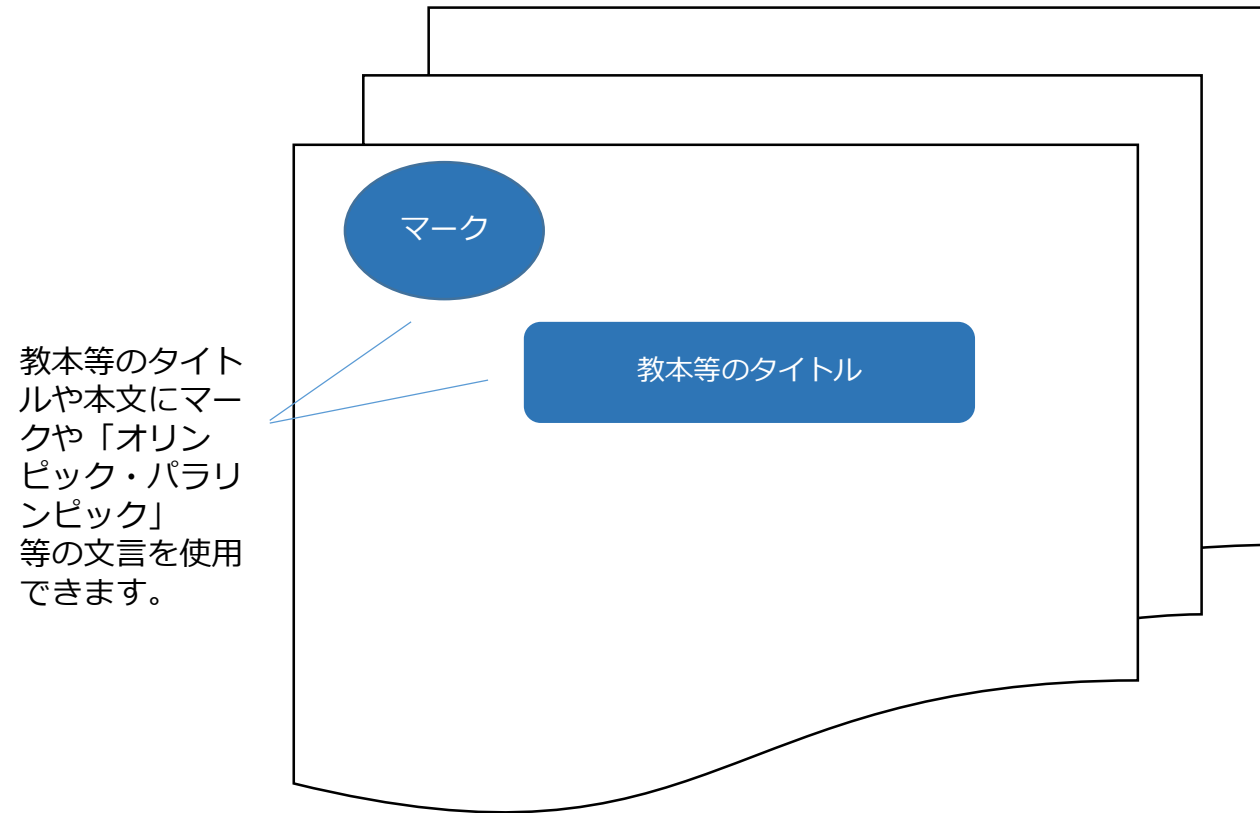 マーク
教本等のタイトル
教本等のタイト
ルや本文にマー
クや「オリン
ピック・パラリ
ンピック」
等の文言を使用
できます。